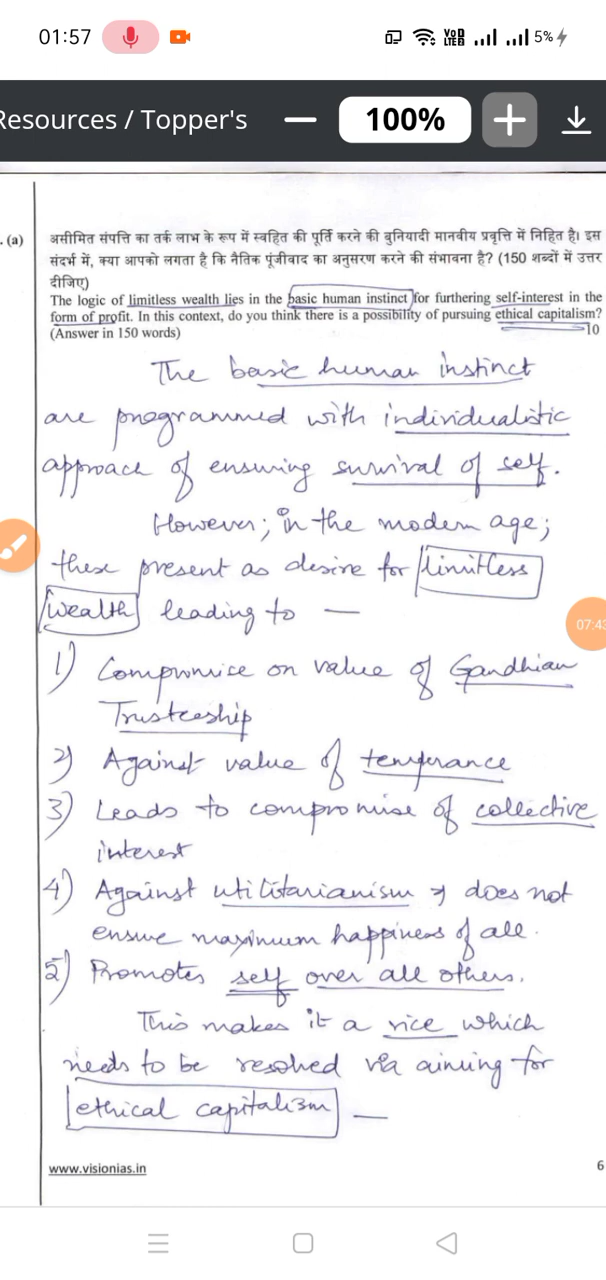 01:57
5%
Resources / Topper's
100%
. (a)
असीमित संपत्ति का तर्क लाभ के रूप में स्वहित की पूर्ति करने की बुनियादी मानवीय प्रवृत्ति में निहित है। इस
संदर्भ में, क्या आपको लगता है कि नैतिक पूंजीवाद का अनुसरण करने की संभावना है? (150 शब्दों में उत्तर
दीजिए)
The logic of limitless wealth lies in the basic human instinct for furthering self-interest in the
form of profit. In this context, do you think there is a possibility of pursuing ethical capitalism?
(Answer in 150 words) 10
The basic human instinct
are programmed with individualistic
approach of ensuring survival of self.
However; in the modern age;
these present as desire for limitless
wealth leading to —
1) Compromise on value of Gandhian
Trusteeship
2) Against value of temperance
3) Leads to compromise of collective
interest
4) Against utilitarianism & does not
ensure maximum happiness of all.
5) Promotes self over all others.
This makes it a vice which
needs to be resolved via aiming for
ethical capitalism —
07:43
www.visionias.in
6